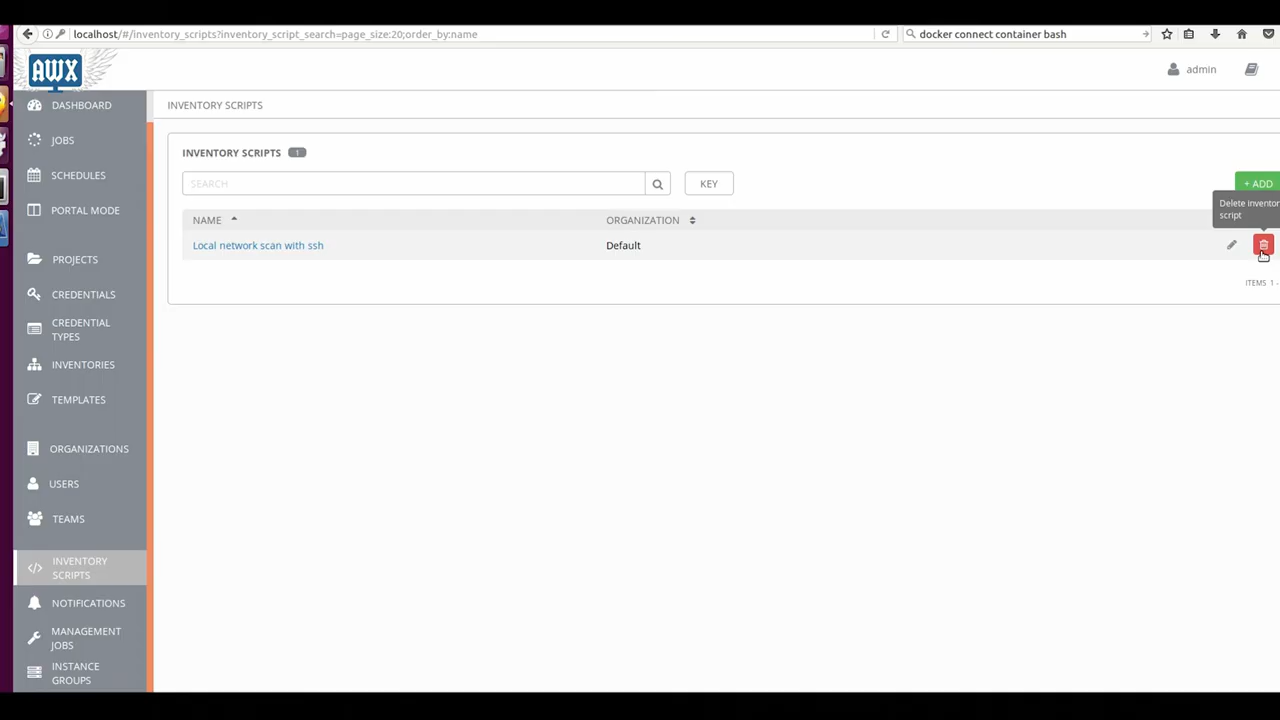 localhost/#/inventory_scripts?inventory_script_search=page_size:20;order_by:name
docker connect container bash
AWX
admin
DASHBOARD
JOBS
SCHEDULES
PORTAL MODE
PROJECTS
CREDENTIALS
CREDENTIAL
TYPES
INVENTORIES
TEMPLATES
ORGANIZATIONS
USERS
TEAMS
INVENTORY
SCRIPTS
NOTIFICATIONS
MANAGEMENT
JOBS
INSTANCE
GROUPS
INVENTORY SCRIPTS
INVENTORY SCRIPTS 1
SEARCH
KEY
+ ADD
Delete inventor
script
NAME ORGANIZATION
Local network scan with ssh Default
ITEMS 1 -